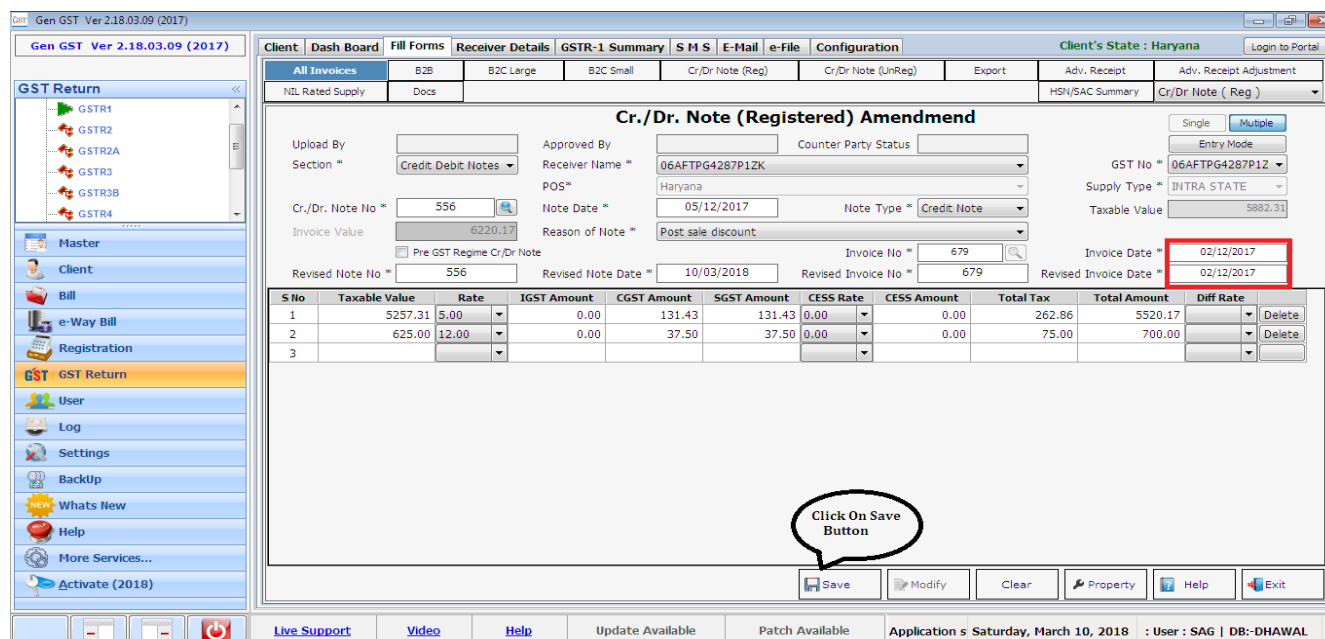 GST Gen GST Ver 2.18.03.09 (2017)
Gen GST Ver 2.18.03.09 (2017)
Client Dash Board Fill Forms Receiver Details GSTR-1 Summary S M S E-Mail e-File Configuration Client's State : Haryana Login to Portal
All Invoices B2B B2C Large B2C Small Cr/Dr Note (Reg) Cr/Dr Note (UnReg) Export Adv. Receipt Adv. Receipt Adjustment
NIL Rated Supply Docs HSN/SAC Summary Cr/Dr Note ( Reg )
GST Return
GSTR1
GSTR2
GSTR2A
GSTR3
GSTR3B
GSTR4
Master
Client
Bill
e-Way Bill
Registration
GST GST Return
User
Log
Settings
BackUp
NEW Whats New
Help
More Services...
Activate (2018)
Cr./Dr. Note (Registered) Amendmend
Single Mutiple
Upload By Approved By Counter Party Status Entry Mode
Section * Credit Debit Notes Receiver Name * 06AFTPG4287P1ZK GST No * 06AFTPG4287P1Z
POS* Haryana Supply Type * INTRA STATE
Cr./Dr. Note No * 556 Note Date * 05/12/2017 Note Type * Credit Note Taxable Value 5882.31
Invoice Value 6220.17 Reason of Note * Post sale discount
Pre GST Regime Cr/Dr Note Invoice No * 679 Invoice Date * 02/12/2017
Revised Note No * 556 Revised Note Date * 10/03/2018 Revised Invoice No * 679 Revised Invoice Date * 02/12/2017
S No Taxable Value Rate IGST Amount CGST Amount SGST Amount CESS Rate CESS Amount Total Tax Total Amount Diff Rate
1 5257.31 5.00 0.00 131.43 131.43 0.00 0.00 262.86 5520.17 Delete
2 625.00 12.00 0.00 37.50 37.50 0.00 0.00 75.00 700.00 Delete
3
Click On Save
Button
Save Modify Clear Property Help Exit
Live Support Video Help Update Available Patch Available Application s Saturday, March 10, 2018 : User : SAG | DB:-DHAWAL